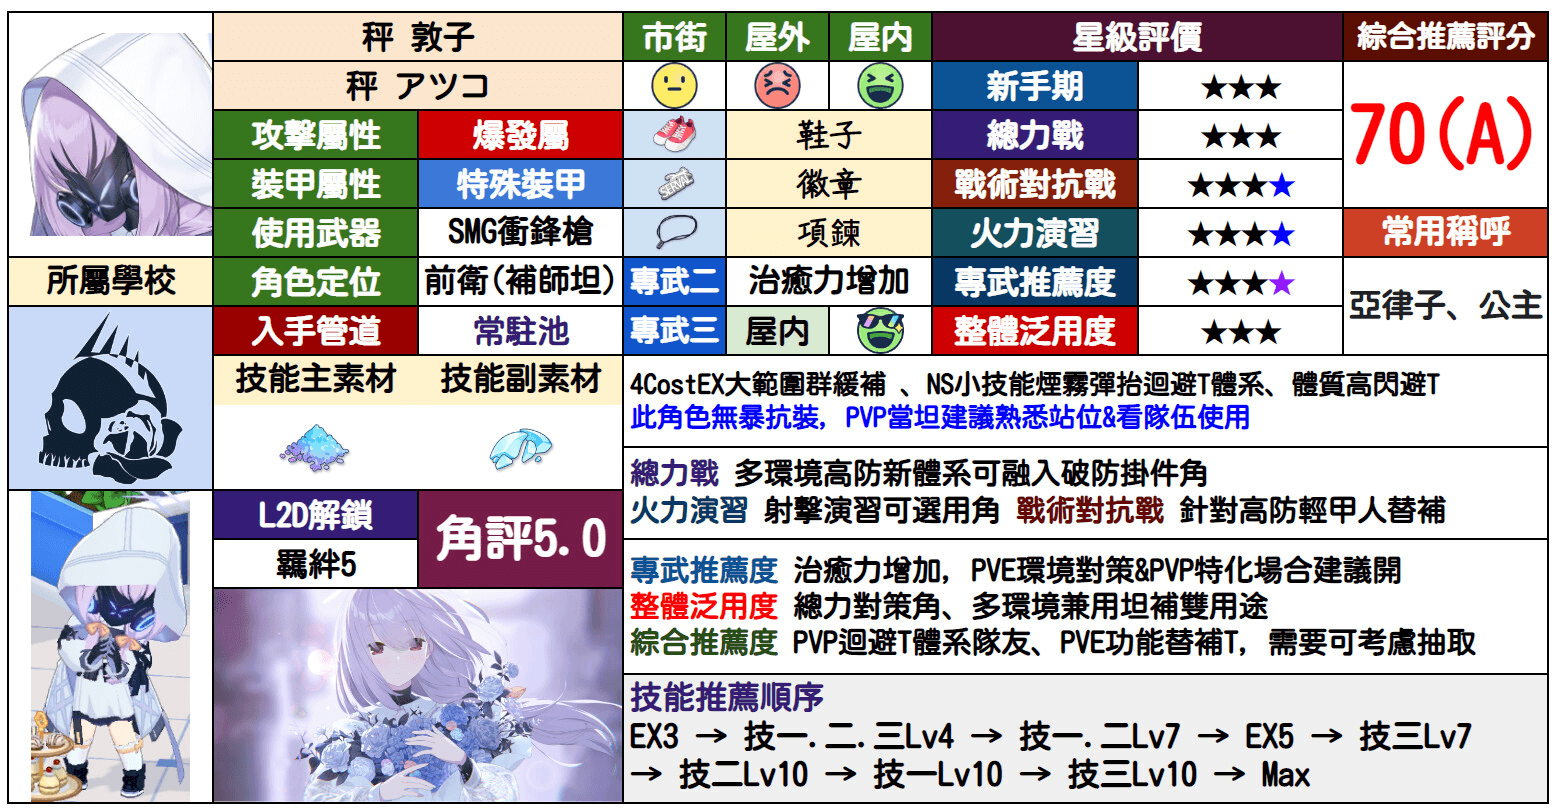 秤 敦子
秤 アツコ
市街 屋外 屋内
星級評價
綜合推薦評分
新手期 ★★★
70(A)
攻擊屬性 爆發屬
鞋子
總力戰 ★★★
裝甲屬性 特殊裝甲
SERVAL
徽章
戰術對抗戰 ★★★★
使用武器 SMG衝鋒槍
項鍊
火力演習 ★★★★
常用稱呼
所屬學校
角色定位 前衛(補師坦)
專武二 治癒力增加
專武推薦度 ★★★★
亞律子、公主
入手管道 常駐池
專武三 屋内
整體泛用度 ★★★
技能主素材 技能副素材
4CostEX大範圍群緩補 、NS小技能煙霧彈抬迴避T體系、體質高閃避T
此角色無暴抗裝, PVP當坦建議熟悉站位&看隊伍使用
總力戰 多環境高防新體系可融入破防掛件角
火力演習 射擊演習可選用角 戰術對抗戰 針對高防輕甲人替補
L2D解鎖
羈絆5
角評5.0
專武推薦度 治癒力增加, PVE環境對策&PVP特化場合建議開
整體泛用度 總力對策角、多環境兼用坦補雙用途
綜合推薦度 PVP迴避T體系隊友、PVE功能替補T, 需要可考慮抽取
技能推薦順序
EX3 → 技一.二.三Lv4 → 技一.二Lv7 → EX5 → 技三Lv7
→ 技二Lv10 → 技一Lv10 → 技三Lv10 → Max